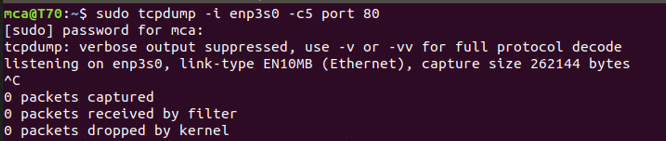 mca@T70:~$ sudo tcpdump -i enp3s0 -c5 port 80
[sudo] password for mca:
tcpdump: verbose output suppressed, use -v or -vv for full protocol decode
listening on enp3s0, link-type EN10MB (Ethernet), capture size 262144 bytes
^C
0 packets captured
0 packets received by filter
0 packets dropped by kernel